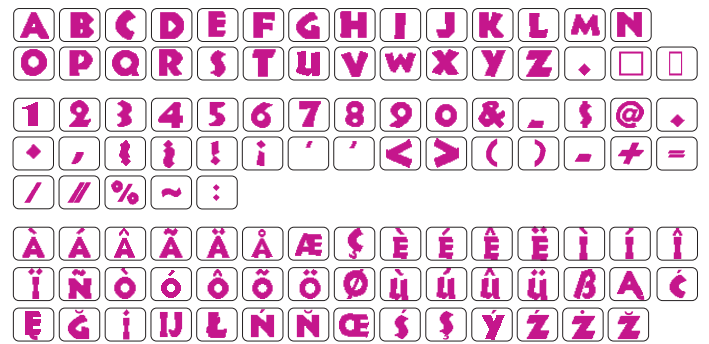 A B C D E F G H I J K L M N
O P Q R S T U V W X Y Z .
1 2 3 4 5 6 7 8 9 0 & _ $ @ .
· , { } ! ¡ ' ' < > ( ) - + =
/ // % ~ :
À Á Â Ã Ä Å Æ Ç È É Ê Ë Ì Í Î
Ï Ñ Ò Ó Ô Õ Ö Ø Ù Ú Û Ü ß Ą Ć
Ę Ğ İ IJ Ł Ń Ň Œ Ś Ş Ý Ź Ż Ž